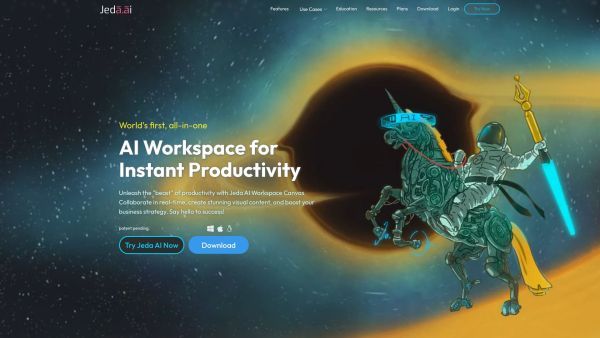 Jeda.ai
Features Use Cases Education Resources Plans Download Login Try Now
World's first, all-in-one
AI Workspace for
Instant Productivity
Unleash the "beast" of productivity with Jeda AI Workspace Canvas.
Collaborate in real-time, create stunning visual content, and boost your
business strategy. Say hello to success!
patent pending.
Try Jeda AI Now Download
A.I.